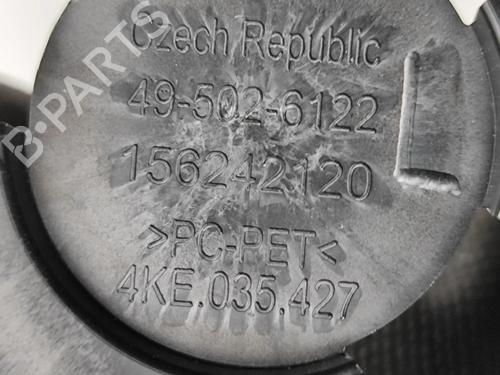 B-PARTS
Czech Republic
49-502-6122
156242120
>PC-PET<
4KE.035.427